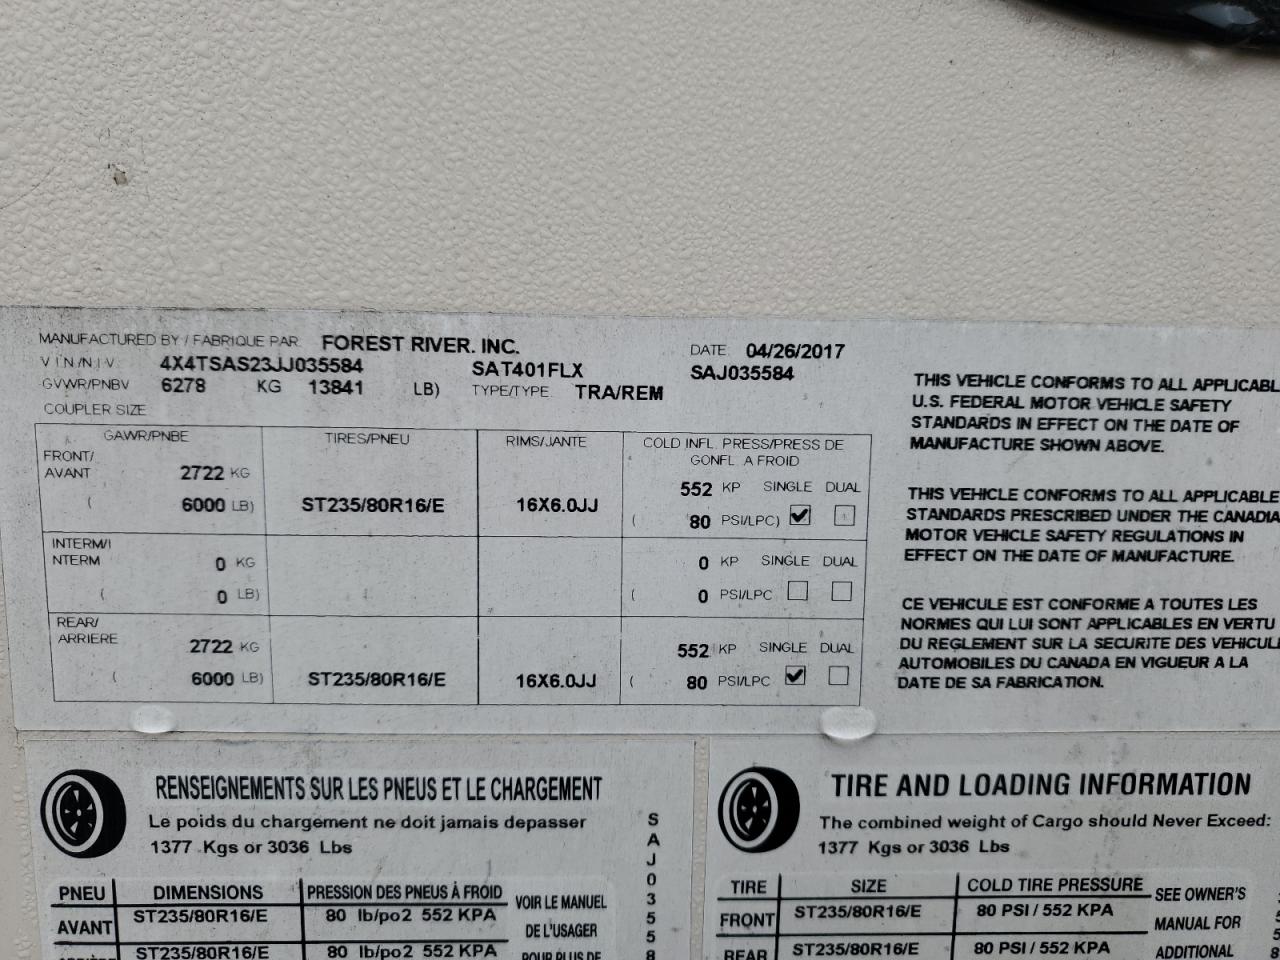 MANUFACTURED BY / FABRIQUE PAR FOREST RIVER. INC. DATE 04/26/2017
V I N /N I V 4X4TSAS23JJ035584 SAT401FLX SAJ035584
GVWR/PNBV 6278 KG 13841 LB) TYPE/TYPE TRA/REM
COUPLER SIZE
GAWR/PNBE TIRES/PNEU RIMS/JANTE COLD INFL PRESS/PRESS DE
GONFL A FROID
FRONT/
AVANT 2722 KG 552 KP SINGLE DUAL
( 6000 LB) ST235/80R16/E 16X6.0JJ ( 80 PSI/LPC)
INTERM/I
NTERM 0 KG 0 KP SINGLE DUAL
( 0 LB) ( 0 PSI/LPC
REAR/
ARRIERE 2722 KG 552 KP SINGLE DUAL
( 6000 LB) ST235/80R16/E 16X6.0JJ ( 80 PSI/LPC
THIS VEHICLE CONFORMS TO ALL APPLICABL
U.S. FEDERAL MOTOR VEHICLE SAFETY
STANDARDS IN EFFECT ON THE DATE OF
MANUFACTURE SHOWN ABOVE.
THIS VEHICLE CONFORMS TO ALL APPLICABLE
STANDARDS PRESCRIBED UNDER THE CANADIA
MOTOR VEHICLE SAFETY REGULATIONS IN
EFFECT ON THE DATE OF MANUFACTURE.
CE VEHICULE EST CONFORME A TOUTES LES
NORMES QUI LUI SONT APPLICABLES EN VERTU
DU REGLEMENT SUR LA SECURITE DES VEHICULE
AUTOMOBILES DU CANADA EN VIGUEUR A LA
DATE DE SA FABRICATION.
RENSEIGNEMENTS SUR LES PNEUS ET LE CHARGEMENT
Le poids du chargement ne doit jamais depasser
1377 Kgs or 3036 Lbs
PNEU DIMENSIONS PRESSION DES PNEUS À FROID VOIR LE MANUEL
AVANT ST235/80R16/E 80 lb/po2 552 KPA DE L'USAGER
ARRIÈRE ST235/80R16/E 80 lb/po2 552 KPA POUR PLUS DE
S
A
J
0
3
5
5
8
TIRE AND LOADING INFORMATION
The combined weight of Cargo should Never Exceed:
1377 Kgs or 3036 Lbs
TIRE SIZE COLD TIRE PRESSURE SEE OWNER'S
FRONT ST235/80R16/E 80 PSI / 552 KPA MANUAL FOR
REAR ST235/80R16/E 80 PSI / 552 KPA ADDITIONAL